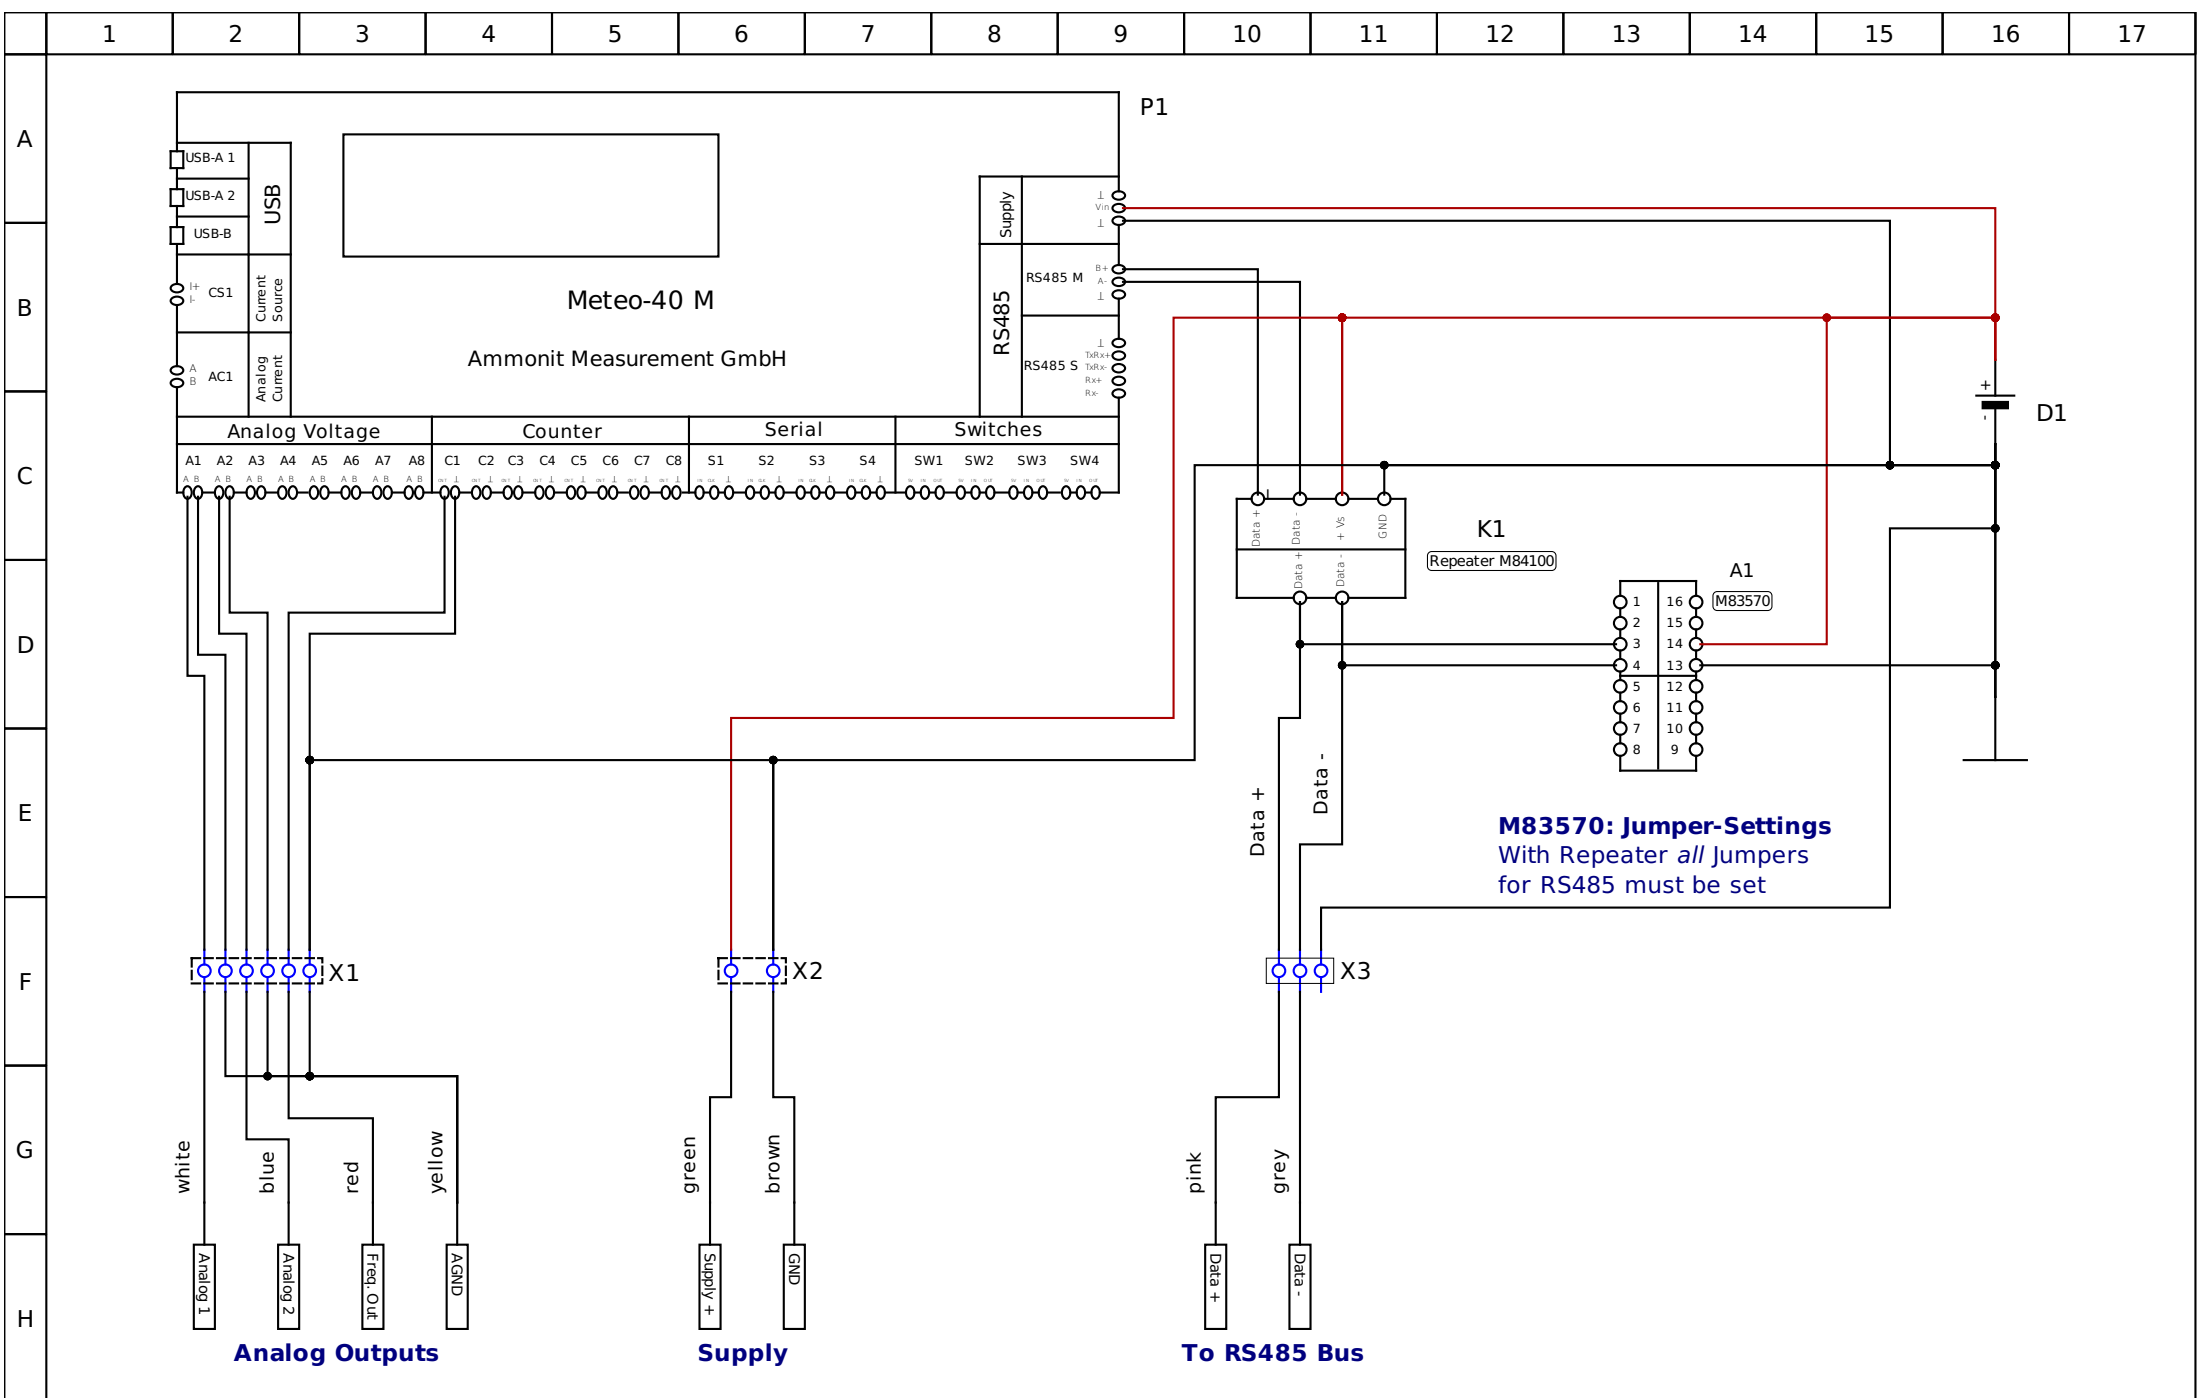 1 2 3 4 5 6 7 8 9 10 11 12 13 14 15 16 17
A
B
C
D
E
F
G
H
P1
USB-A 1
USB-A 2
USB-B
USB
I+
I-
CS1
Current
Source
A
B
AC1
Analog
Current
Meteo-40 M
Ammonit Measurement GmbH
Supply
⊥
Vin
⊥
RS485
RS485 M
B+
A-
⊥
RS485 S
⊥
TxRx+
TxRx-
Rx+
Rx-
Analog Voltage Counter Serial Switches
A1 A2 A3 A4 A5 A6 A7 A8 C1 C2 C3 C4 C5 C6 C7 C8 S1 S2 S3 S4 SW1 SW2 SW3 SW4
A B A B A B A B A B A B A B A B
+
-
D1
Data + Data - + Vs GND
Data + Data -
K1
Repeater M84100
A1
M83570
1 16
2 15
3 14
4 13
5 12
6 11
7 10
8 9
Data +
Data -
M83570: Jumper-Settings
With Repeater all Jumpers
for RS485 must be set
X1
X2
X3
white
blue
red
yellow
green
brown
pink
grey
Analog 1
Analog 2
Freq. Out
AGND
Supply +
GND
Data +
Data -
Analog Outputs
Supply
To RS485 Bus